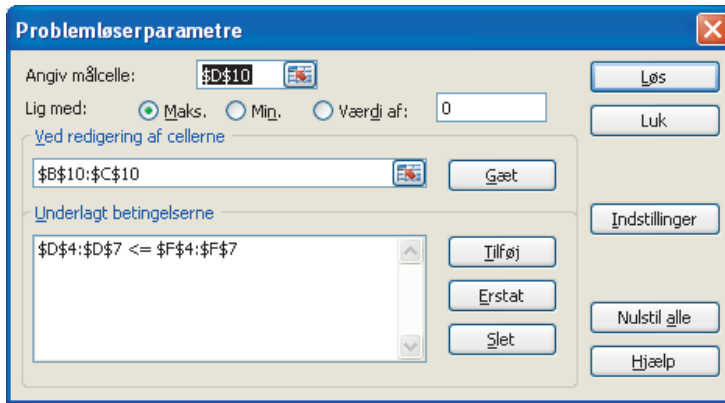 Problemløserparametre
Angiv målcelle: $D$10
Løs
Lig med: Maks. Min. Værdi af: 0
Luk
Ved redigering af cellerne
$B$10:$C$10
Gæt
Underlagt betingelserne
Indstillinger
$D$4:$D$7 <= $F$4:$F$7
Tilføj
Erstat
Nulstil alle
Slet
Hjælp